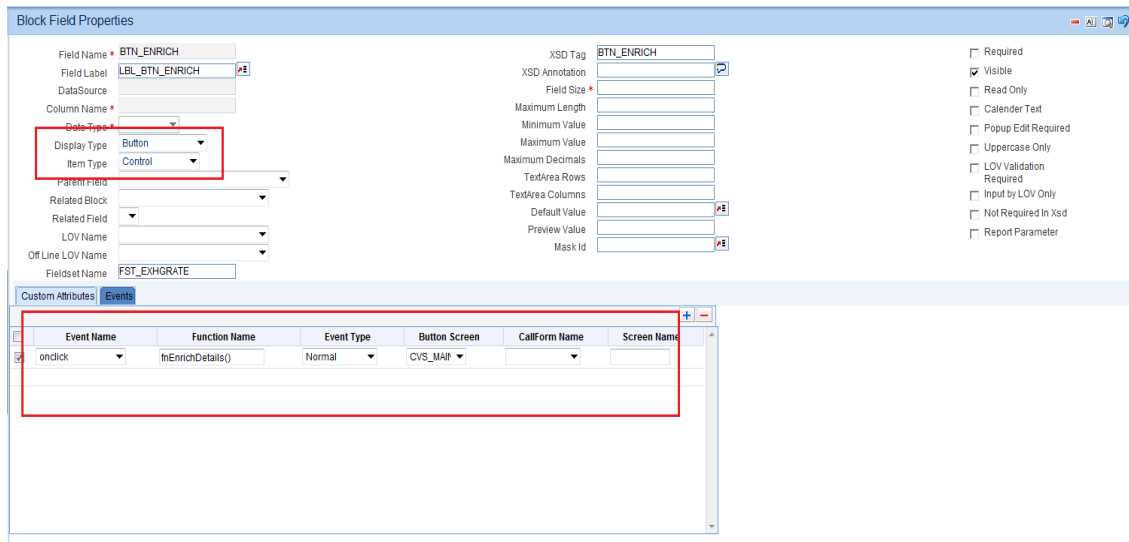 Block Field Properties
Field Name * BTN_ENRICH
Field Label LBL_BTN_ENRICH
DataSource
Column Name *
Data Type *
Display Type Button
Item Type Control
Parent Field
Related Block
Related Field
LOV Name
Off Line LOV Name
Fieldset Name FST_EXHGRATE
XSD Tag BTN_ENRICH
XSD Annotation
Field Size *
Maximum Length
Minimum Value
Maximum Value
Maximum Decimals
TextArea Rows
TextArea Columns
Default Value
Preview Value
Mask Id
Required
Visible
Read Only
Calender Text
Popup Edit Required
Uppercase Only
LOV Validation
Required
Input by LOV Only
Not Required In Xsd
Report Parameter
Custom Attributes Events
Event Name Function Name Event Type Button Screen CallForm Name Screen Name
onclick fnEnrichDetails() Normal CVS_MAIN